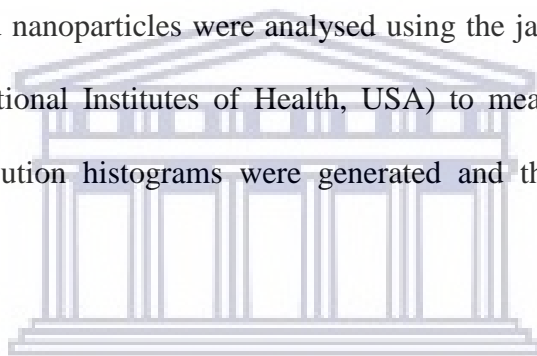 nanoparticles were analysed using the ja
tional Institutes of Health, USA) to mea
ution histograms were generated and th